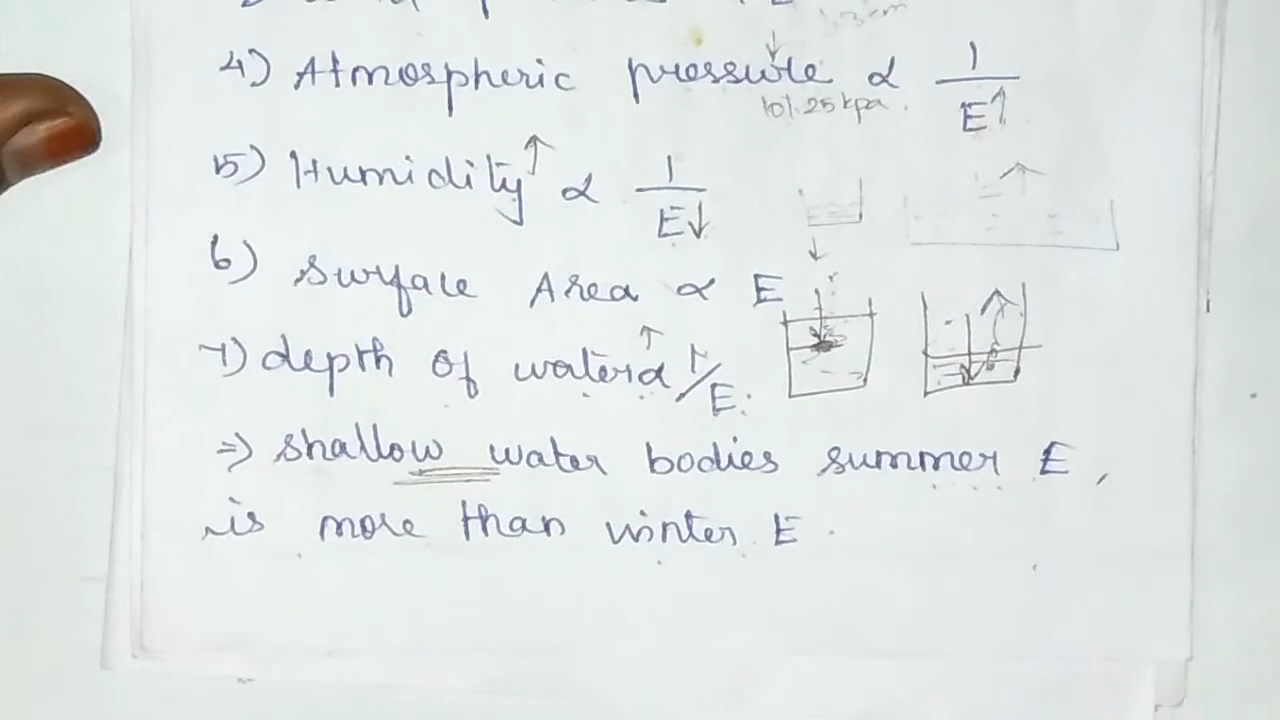 4) Atmospheric pressure ↓ ∝ 1/E↑
101.25 kpa.
5) Humidity↑ ∝ 1/E↓
6) Surface Area ∝ E
7) depth of water↑ ∝ 1/E.
⇒ shallow water bodies summer E,
is more than winter E.